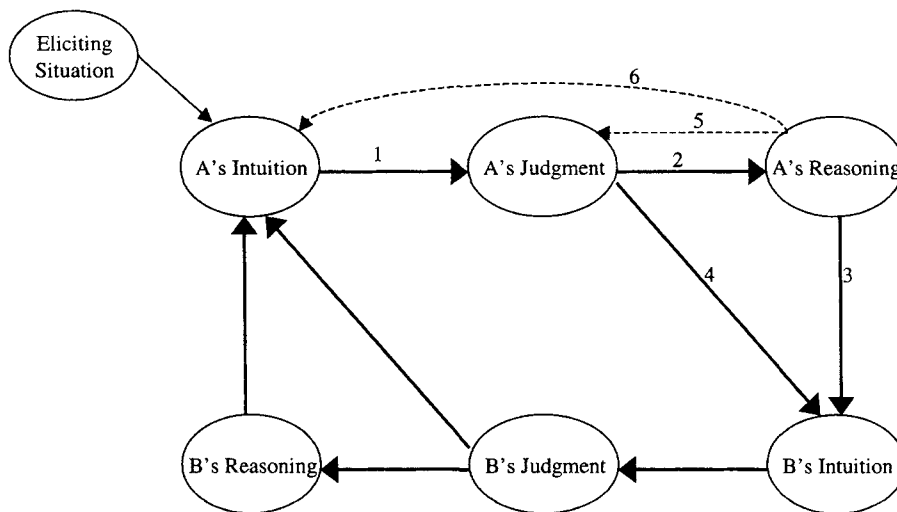 Eliciting
Situation
6
5
A's Intuition
1
A's Judgment
2
A's Reasoning
4
3
B's Reasoning
B's Judgment
B's Intuition